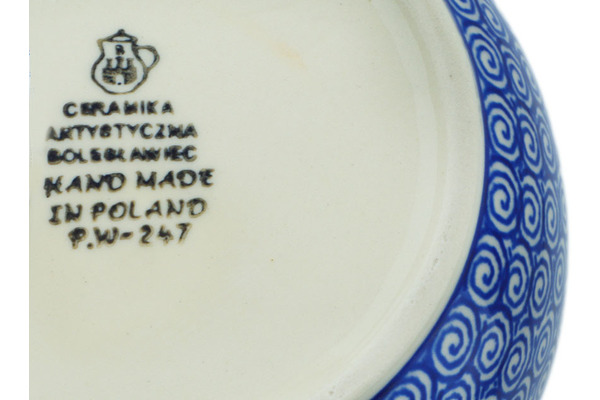 CERAMIKA
ARTYSTYCZNA
BOLESŁAWIEC
HAND MADE
IN POLAND
P.W-247